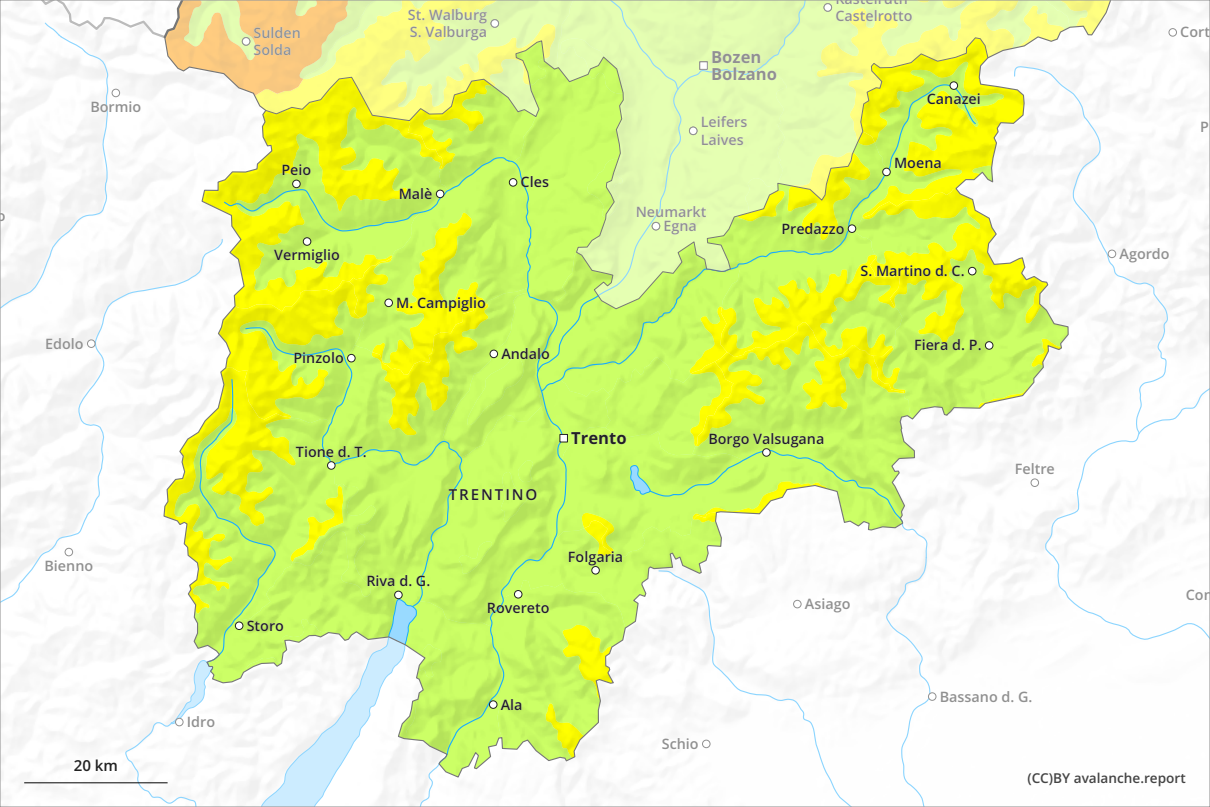 Kastelruth
Castelrotto
St. Walburg
S. Valburga
Sulden
Solda
Cort
Bozen
Bolzano
Bormio
Canazei
Leifers
Laives
P
Moena
Peio
Malè
Cles
Neumarkt
Egna
Predazzo
Vermiglio
Agordo
S. Martino d. C.
M. Campiglio
Edolo
Andalo
Pinzolo
Fiera d. P.
Trento
Borgo Valsugana
Tione d. T.
Feltre
TRENTINO
Bienno
Folgaria
Riva d. G.
Cor
Asiago
Rovereto
Storo
Bassano d. G.
Ala
Idro
Schio
20 km
(CC)BY avalanche.report